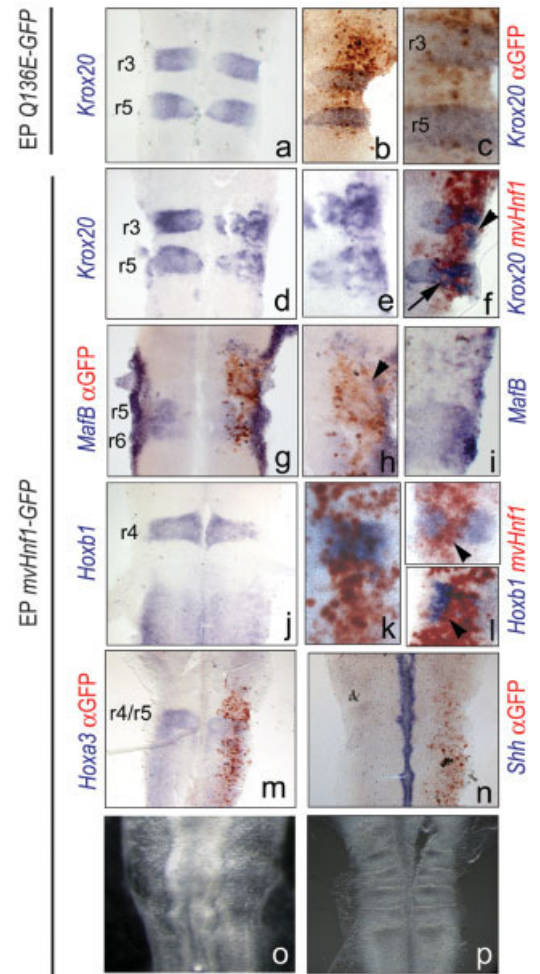 EP Q136E-GFP
Krox20
r3
r5
a
b
r3
r5
c
Krox20 αGFP
EP mvHnf1-GFP
Krox20
r3
r5
d
e
f
Krox20 mvHnf1
MafB αGFP
r5
r6
g
h
i
MafB
Hoxb1
r4
j
k
l
Hoxb1 mvHnf1
Hoxa3 αGFP
r4/r5
m
n
Shh αGFP
o
p